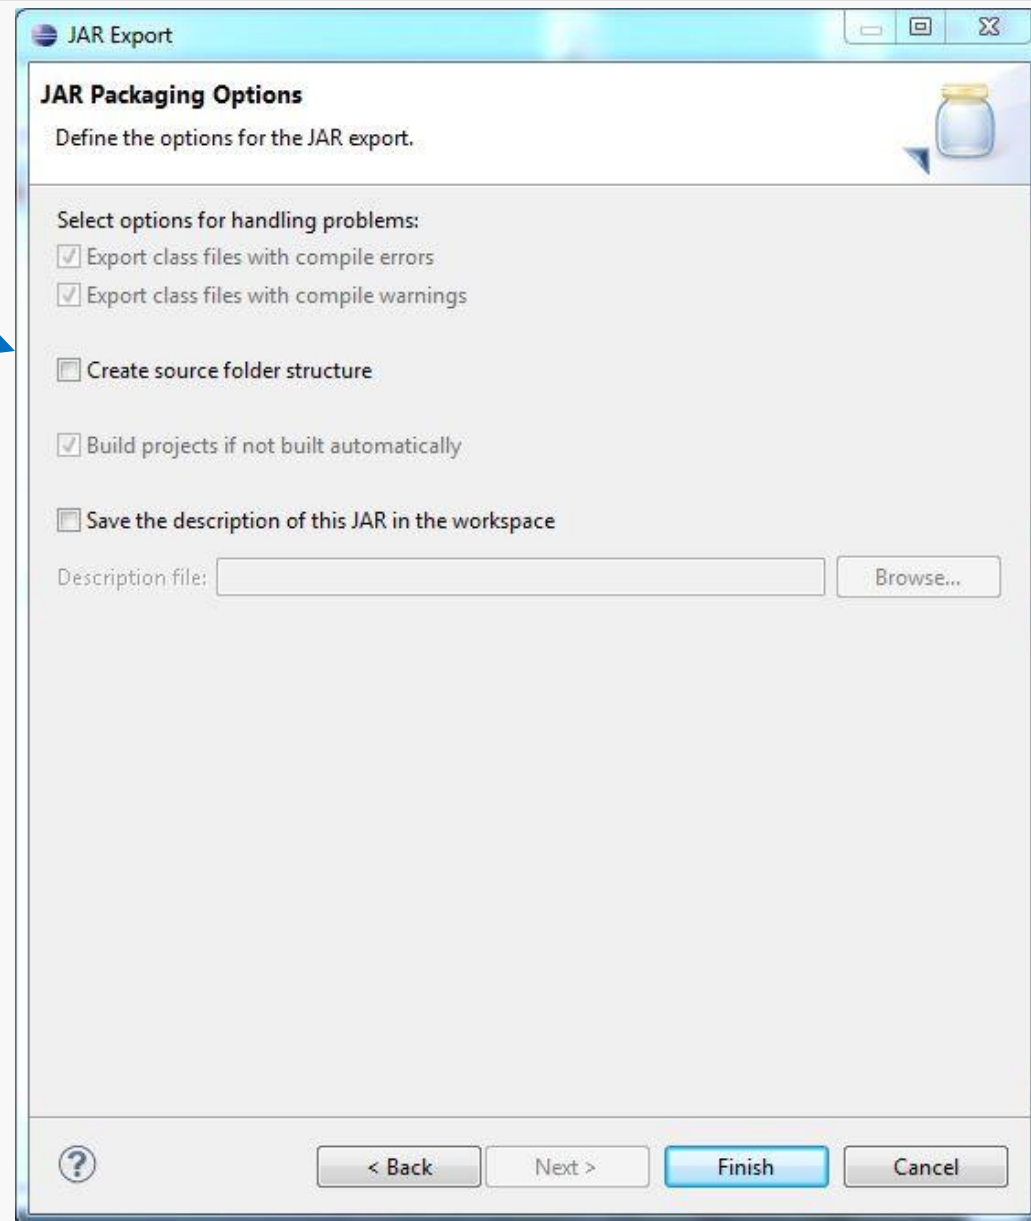 JAR Export
JAR Packaging Options
Define the options for the JAR export.
Select options for handling problems:
Export class files with compile errors
Export class files with compile warnings
Create source folder structure
Build projects if not built automatically
Save the description of this JAR in the workspace
Description file: Browse...
? < Back Next > Finish Cancel